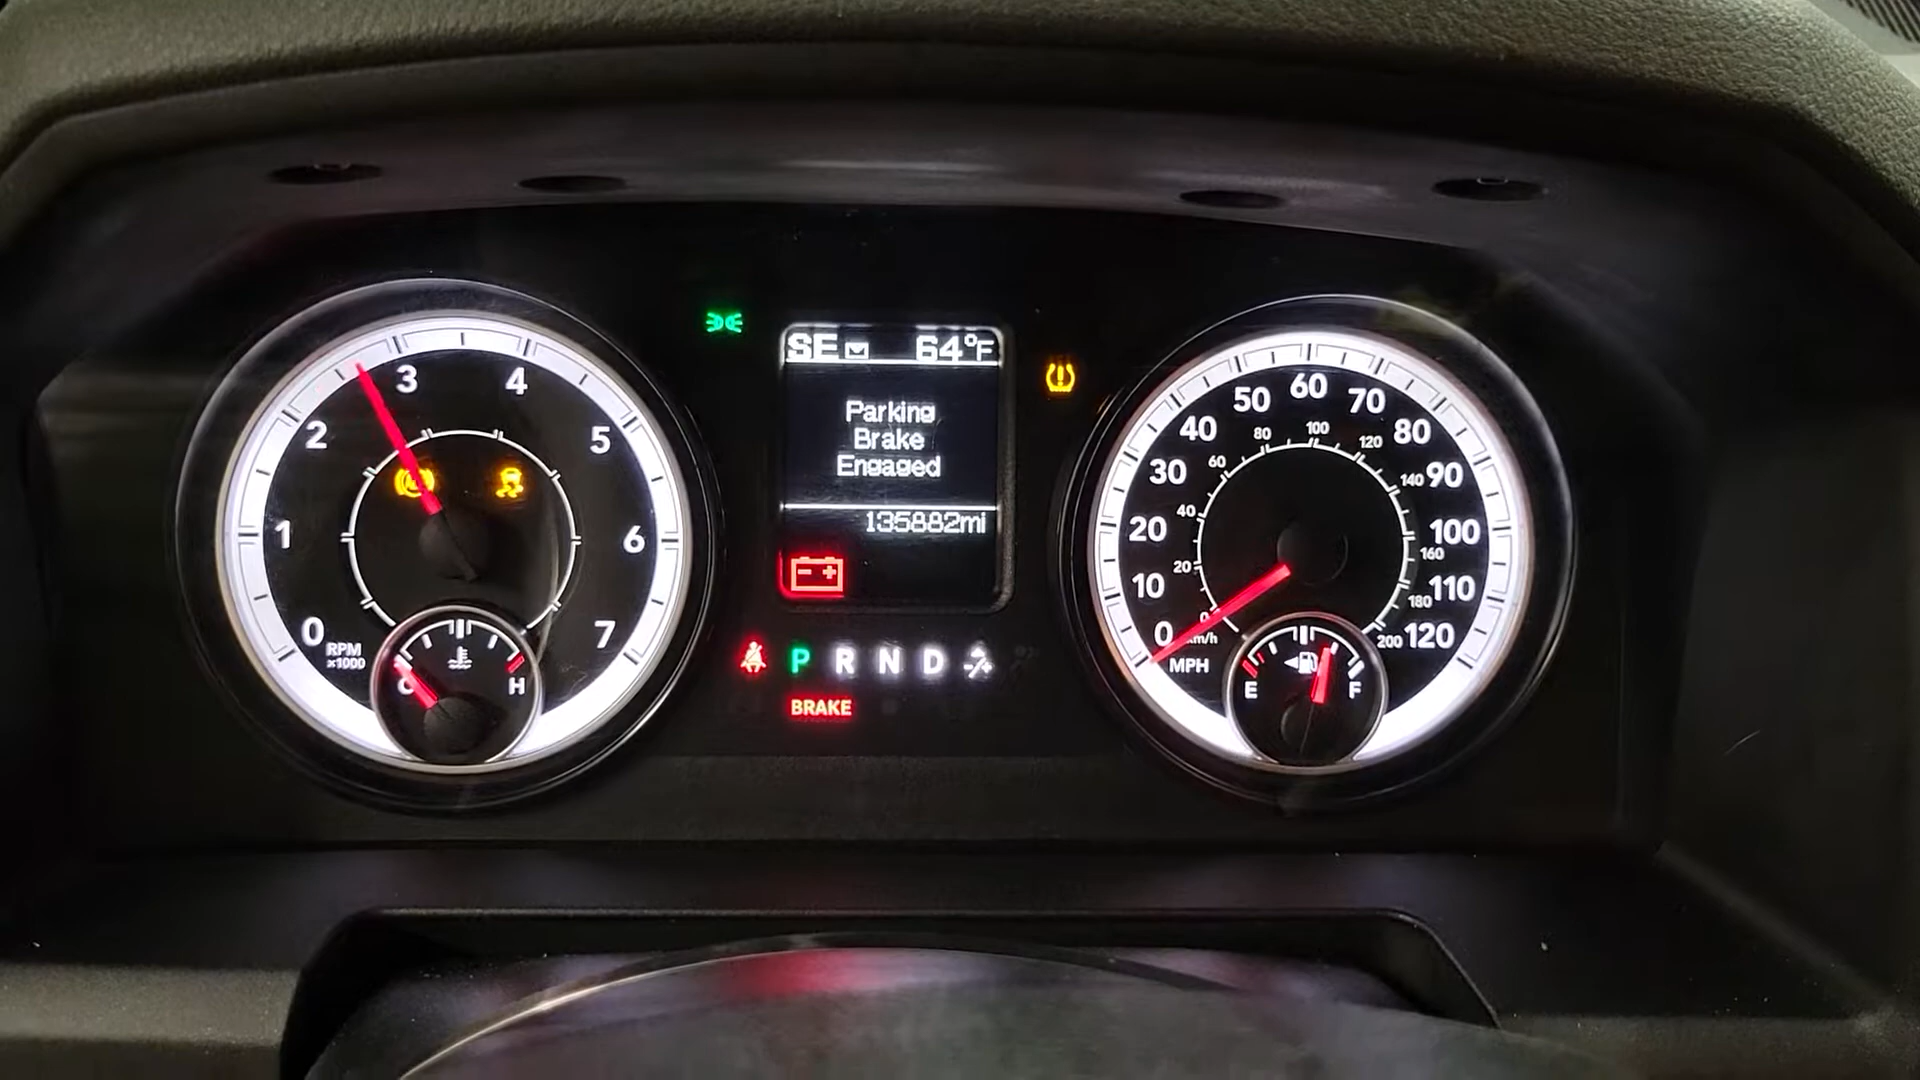 SE 64°F
Parking
Brake
Engaged
135882mi
0 1 2 3 4 5 6 7
RPM
x1000
C H
P R N D
BRAKE
0 10 20 30 40 50 60 70 80 90 100 110 120
MPH
0 20 40 60 80 100 120 140 160 180 200
km/h
E F